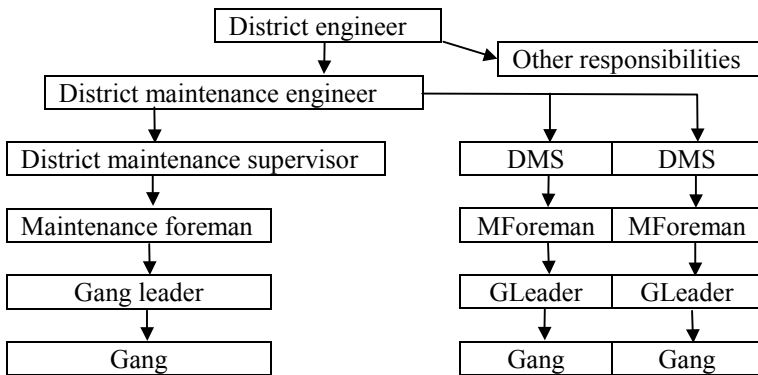 District engineer
Other responsibilities
District maintenance engineer
District maintenance supervisor
DMS
DMS
Maintenance foreman
MForeman
MForeman
Gang leader
GLeader
GLeader
Gang
Gang
Gang